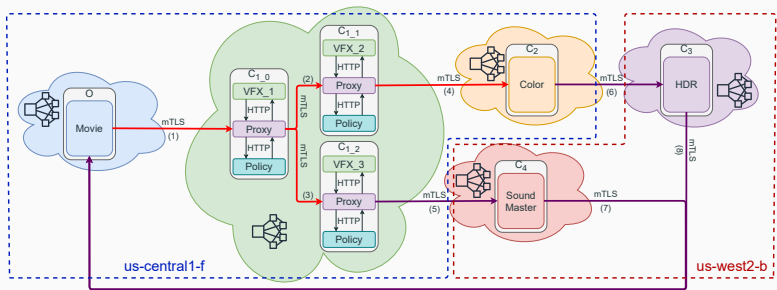 O
Movie
mTLS
(1)
C1_0
VFX_1
HTTP
HTTP
Proxy
HTTP
HTTP
Policy
(2)
mTLS
mTLS
(3)
C1_1
VFX_2
HTTP
Proxy
HTTP
Policy
C1_2
VFX_3
HTTP
Proxy
HTTP
Policy
mTLS
(4)
C2
Color
mTLS
(6)
C3
HDR
mTLS
(8)
mTLS
(5)
C4
Sound
Master
mTLS
(7)
us-central1-f
us-west2-b